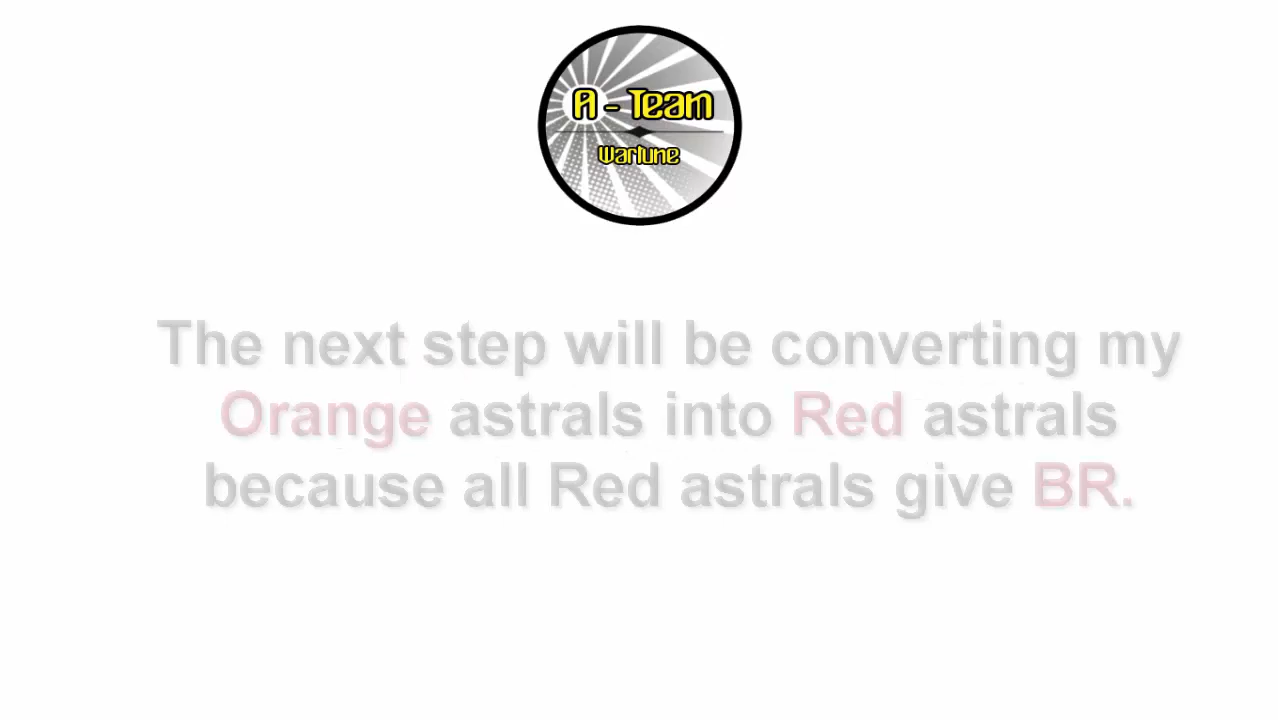 A - Team
Wartune
The next step will be converting my
Orange astrals into Red astrals
because all Red astrals give BR.